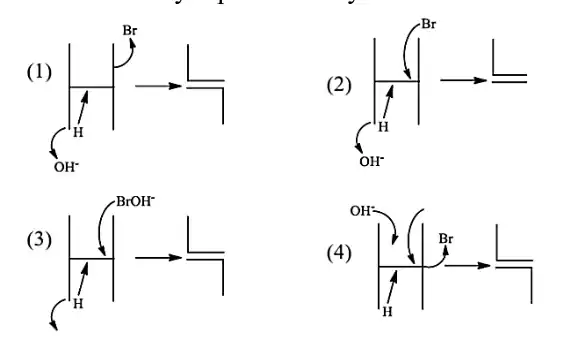 (1) Br H OH-
(2) Br H OH-
(3) BrOH- H
(4) OH- Br H